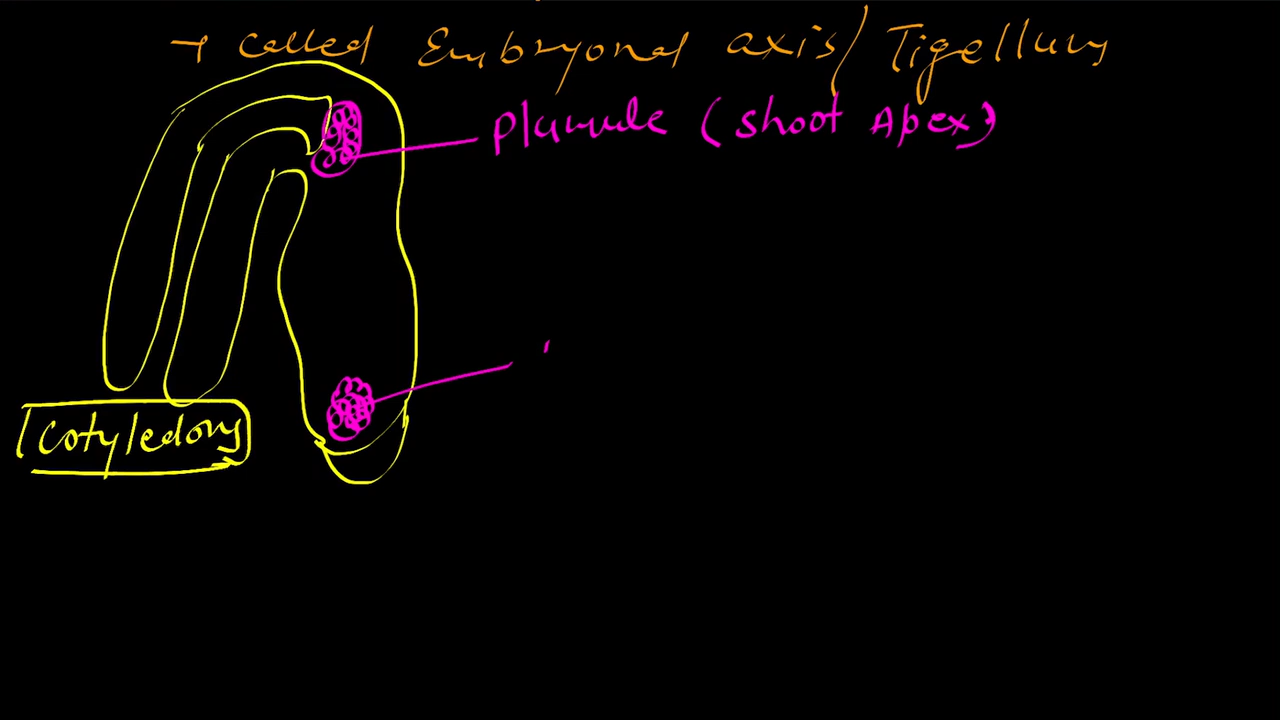 → called Embryonal axis/Tigellum
Plumule (Shoot Apex)
Cotyledons